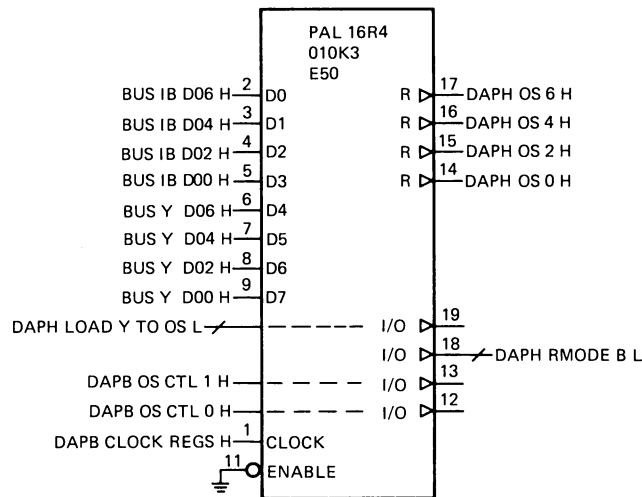 PAL 16R4
010K3
E50
BUS IB D06 H 2 D0 R 17 DAPH OS 6 H
BUS IB D04 H 3 D1 R 16 DAPH OS 4 H
BUS IB D02 H 4 D2 R 15 DAPH OS 2 H
BUS IB D00 H 5 D3 R 14 DAPH OS 0 H
BUS Y D06 H 6 D4
BUS Y D04 H 7 D5
BUS Y D02 H 8 D6
BUS Y D00 H 9 D7
DAPH LOAD Y TO OS L I/O 19
I/O 18 DAPH RMODE B L
DAPB OS CTL 1 H I/O 13
DAPB OS CTL 0 H I/O 12
DAPB CLOCK REGS H 1 CLOCK
11 ENABLE